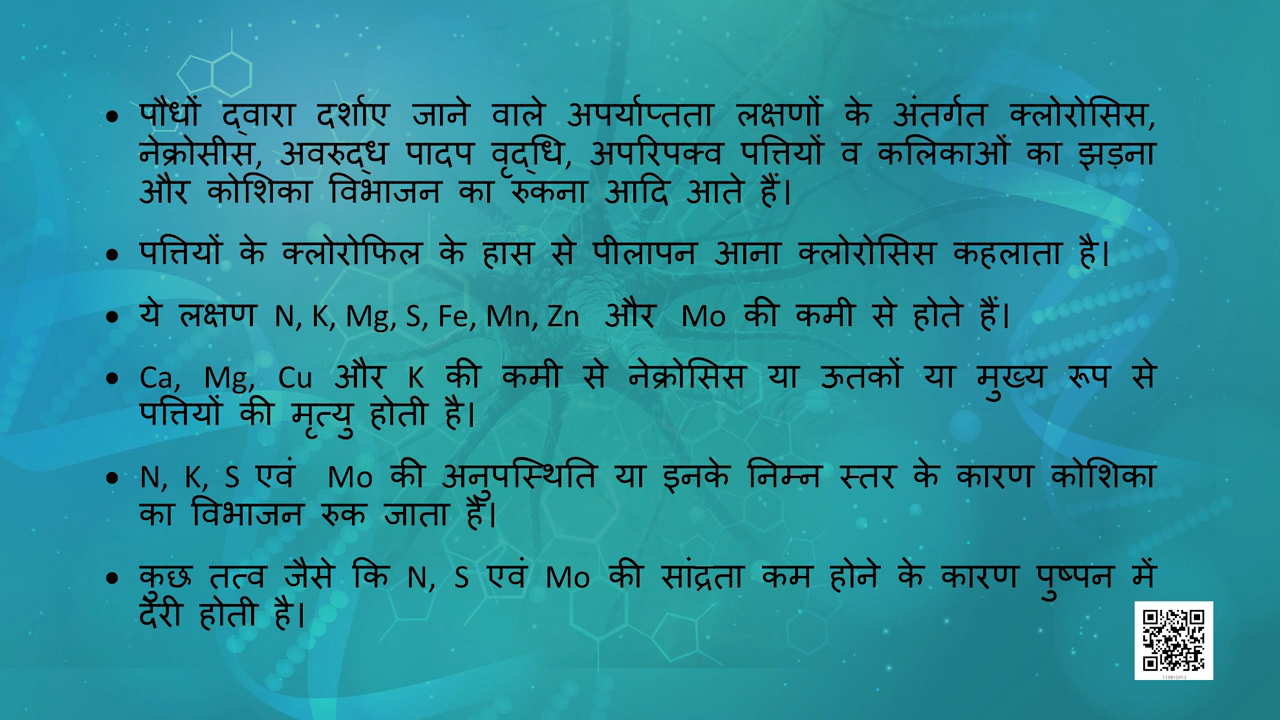 • पौधों द्वारा दर्शाए जाने वाले अपर्याप्तता लक्षणों के अंतर्गत क्लोरोसिस,
नेक्रोसीस, अवरुद्ध पादप वृद्धि, अपरिपक्व पत्तियों व कलिकाओं का झड़ना
और कोशिका विभाजन का रुकना आदि आते हैं।
• पत्तियों के क्लोरोफिल के हास से पीलापन आना क्लोरोसिस कहलाता है।
• ये लक्षण N, K, Mg, S, Fe, Mn, Zn और Mo की कमी से होते हैं।
• Ca, Mg, Cu और K की कमी से नेक्रोसिस या ऊतकों या मुख्य रूप से
पत्तियों की मृत्यु होती है।
• N, K, S एवं Mo की अनुपस्थिति या इनके निम्न स्तर के कारण कोशिका
का विभाजन रुक जाता है।
• कुछ तत्व जैसे कि N, S एवं Mo की सांद्रता कम होने के कारण पुष्पन में
देरी होती है।